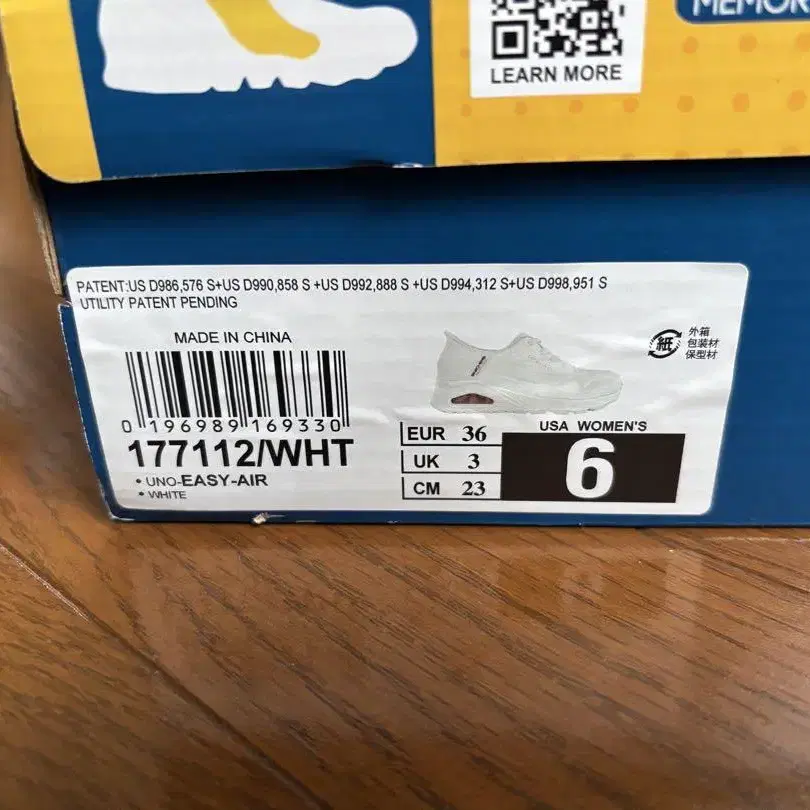 MEMOR
LEARN MORE
PATENT:US D986,576 S+US D990,858 S +US D992,888 S +US D994,312 S+US D998,951 S
UTILITY PATENT PENDING
MADE IN CHINA
0 196989 169330
177112/WHT
• UNO-EASY-AIR
• WHITE
EUR 36
UK 3
CM 23
USA WOMEN'S
6
紙
外箱
包装材
保型材